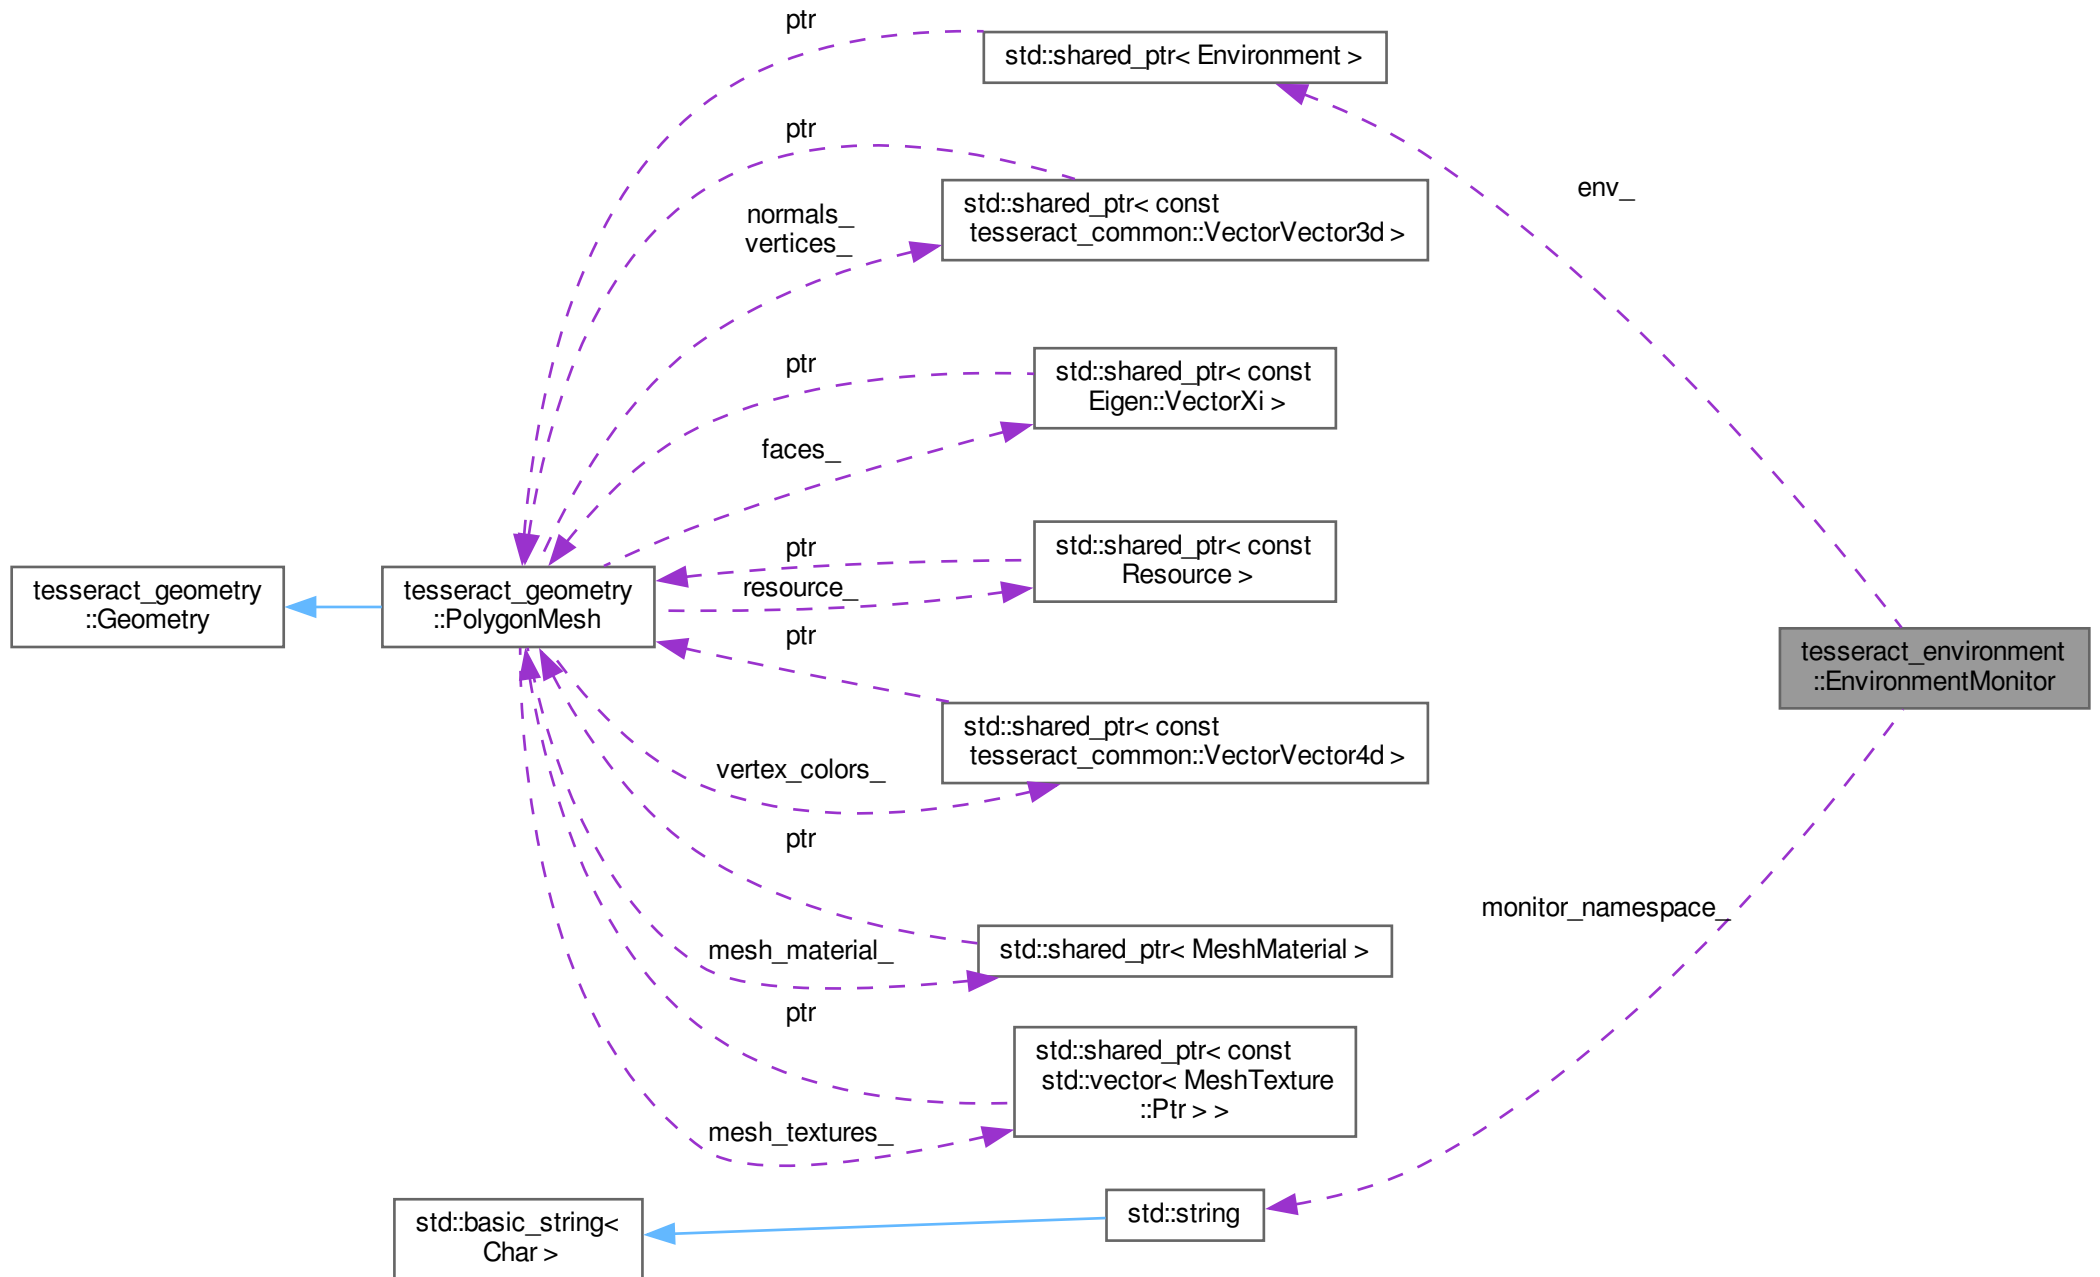 ptr
std::shared_ptr< Environment >
ptr
env_
std::shared_ptr< const
tesseract_common::VectorVector3d >
normals_
vertices_
ptr
std::shared_ptr< const
Eigen::VectorXi >
faces_
ptr
std::shared_ptr< const
Resource >
resource_
tesseract_geometry
::Geometry
tesseract_geometry
::PolygonMesh
ptr
tesseract_environment
::EnvironmentMonitor
std::shared_ptr< const
tesseract_common::VectorVector4d >
vertex_colors_
ptr
monitor_namespace_
mesh_material_
std::shared_ptr< MeshMaterial >
ptr
std::shared_ptr< const
std::vector< MeshTexture
::Ptr > >
mesh_textures_
std::basic_string<
Char >
std::string